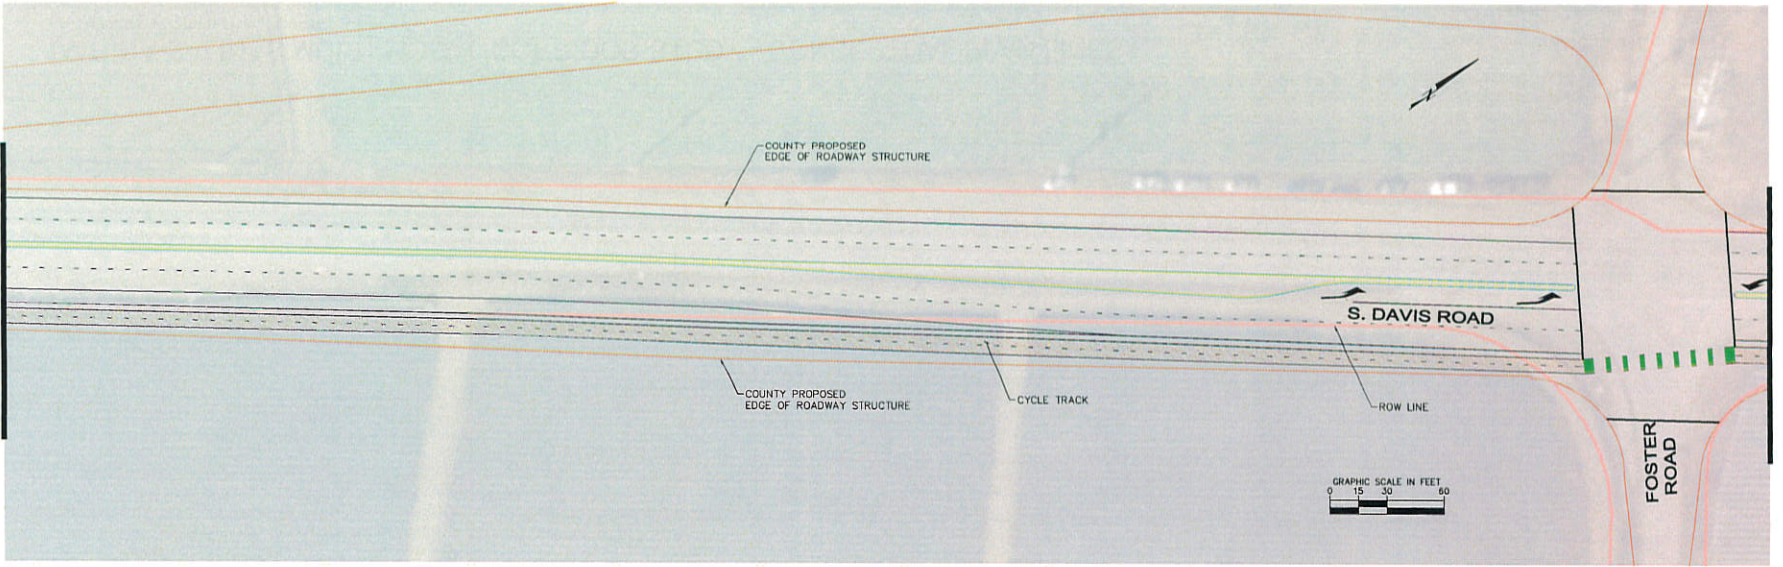 COUNTY PROPOSED
EDGE OF ROADWAY STRUCTURE
S. DAVIS ROAD
COUNTY PROPOSED
EDGE OF ROADWAY STRUCTURE
CYCLE TRACK
ROW LINE
FOSTER
ROAD
GRAPHIC SCALE IN FEET
0 15 30 60